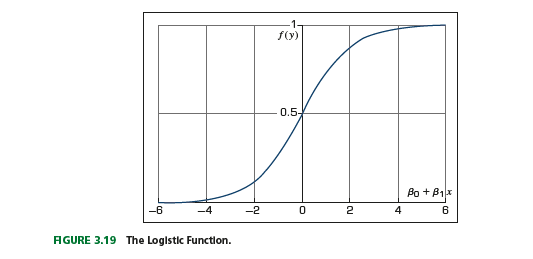 1
f(y)
0.5
β0 + β1x
-6 -4 -2 0 2 4 6
FIGURE 3.19 The Logistic Function.